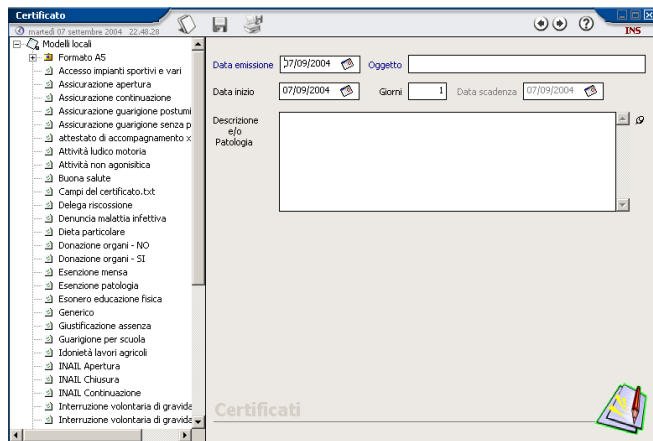 Certificato
martedì 07 settembre 2004 22.48.28
INS
Modelli locali
Formato A5
Accesso impianti sportivi e vari
Assicurazione apertura
Assicurazione continuazione
Assicurazione guarigione postumi
Assicurazione guarigione senza p
attestato di accompagnamento x
Attività ludico motoria
Attività non agonisitica
Buona salute
Campi del certificato.txt
Delega riscossione
Denuncia malattia infettiva
Dieta particolare
Donazione organi - NO
Donazione organi - SI
Esenzione mensa
Esenzione patologia
Esonero educazione fisica
Generico
Giustificazione assenza
Guarigione per scuola
Idonietà lavori agricoli
INAIL Apertura
INAIL Chiusura
INAIL Continuazione
Interruzione volontaria di gravida
Interruzione volontaria di gravida
Data emissione 07/09/2004 Oggetto
Data inizio 07/09/2004 Giorni 1 Data scadenza 07/09/2004
Descrizione
e/o
Patologia
Certificati